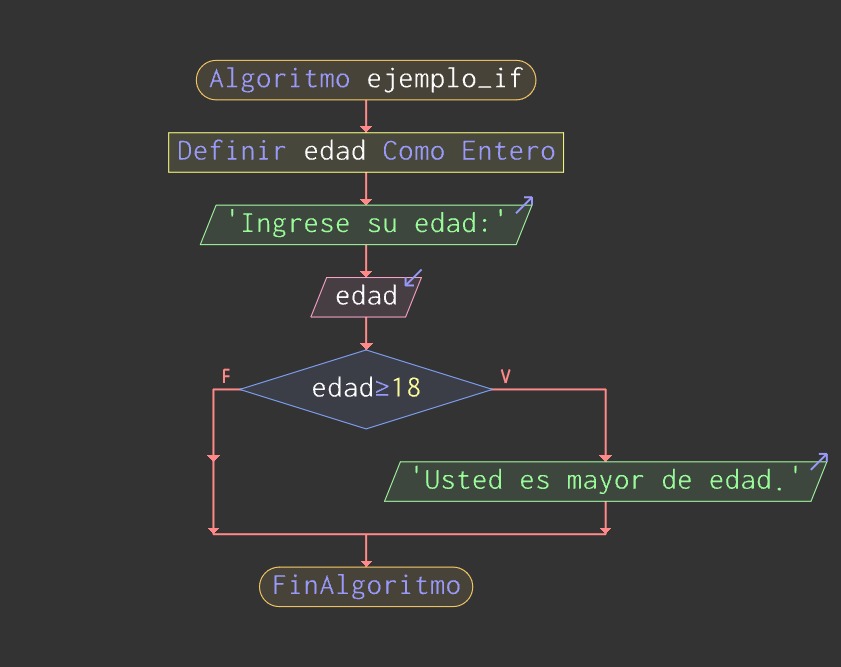 Algoritmo ejemplo_if
Definir edad Como Entero
'Ingrese su edad:'
edad
F
V
edad≥18
'Usted es mayor de edad.'
FinAlgoritmo